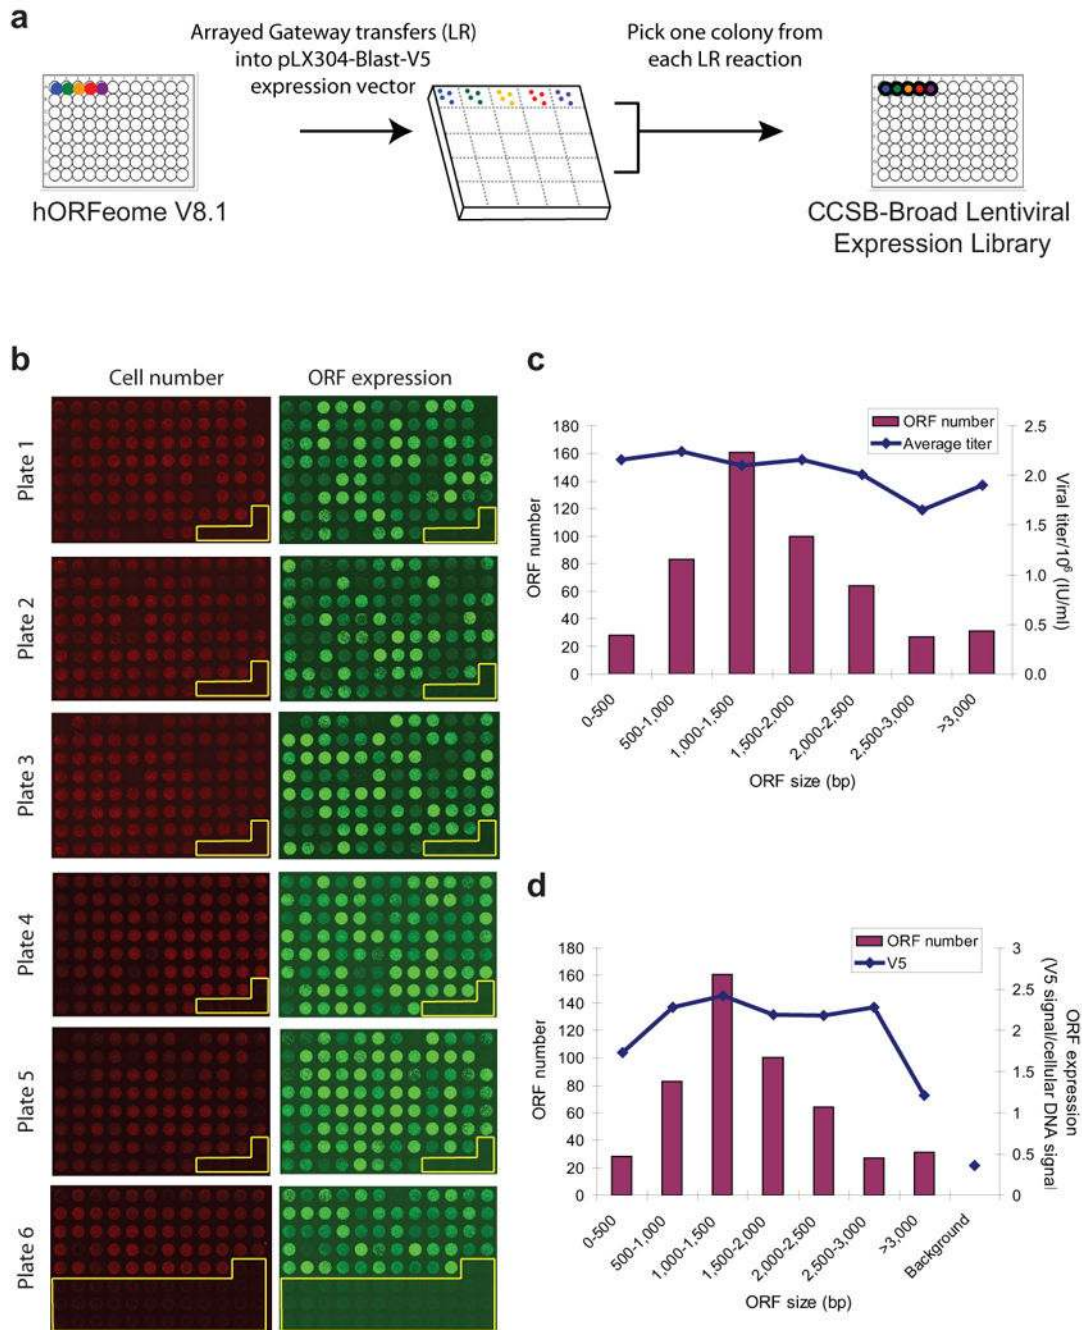 a
Arrayed Gateway transfers (LR)
into pLX304-Blast-V5
expression vector
Pick one colony from
each LR reaction
hORFeome V8.1
CCSB-Broad Lentiviral
Expression Library
b
Cell number
ORF expression
Plate 1
Plate 2
Plate 3
Plate 4
Plate 5
Plate 6
c
ORF number
Average titer
180
160
140
120
100
80
60
40
20
0
ORF number
2.5
2.0
1.5
1.0
0.5
0.0
Viral titer/10⁶ (IU/ml)
0-500
500-1,000
1,000-1,500
1,500-2,000
2,000-2,500
2,500-3,000
>3,000
ORF size (bp)
d
ORF number
V5
180
160
140
120
100
80
60
40
20
0
ORF number
3
2.5
2
1.5
1
0.5
0
ORF expression
(V5 signal/cellular DNA signal
0-500
500-1,000
1,000-1,500
1,500-2,000
2,000-2,500
2,500-3,000
>3,000
Background
ORF size (bp)